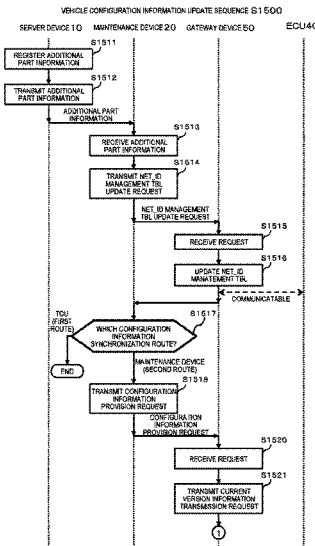 VEHICLE CONFIGURATION INFORMATION UPDATE SEQUENCE S1500
SERVER DEVICE 10
MAINTENANCE DEVICE 20
GATEWAY DEVICE 50
ECU40
S1511
REGISTER ADDITIONAL
PART INFORMATION
S1512
TRANSMIT ADDITIONAL
PART INFORMATION
ADDITIONAL PART
INFORMATION
S1513
RECEIVE ADDITIONAL
PART INFORMATION
S1514
TRANSMIT NET_ID
MANAGEMENT TBL
UPDATE REQUEST
NET_ID MANAGEMENT
TBL UPDATE REQUEST
S1515
RECEIVE REQUEST
S1516
UPDATE NET_ID
MANATEMENT TBL
COMMUNICATABLE
TCU
(FIRST
ROUTE)
S1517
WHICH CONFIGURATION
INFORMATION
SYNCHRONIZATION ROUTE?
END
MAINTENANCE DEVICE
(SECOND ROUTE)
S1519
TRANSMIT CONFIGURATION
INFORMATION
PROVISION REQUEST
CONFIGURATION
INFORMATION
PROVISION REQUEST
S1520
RECEIVE REQUEST
S1521
TRANSMIT CURRENT
VERSION INFORMATION
TRANSMISSION REQUEST
1